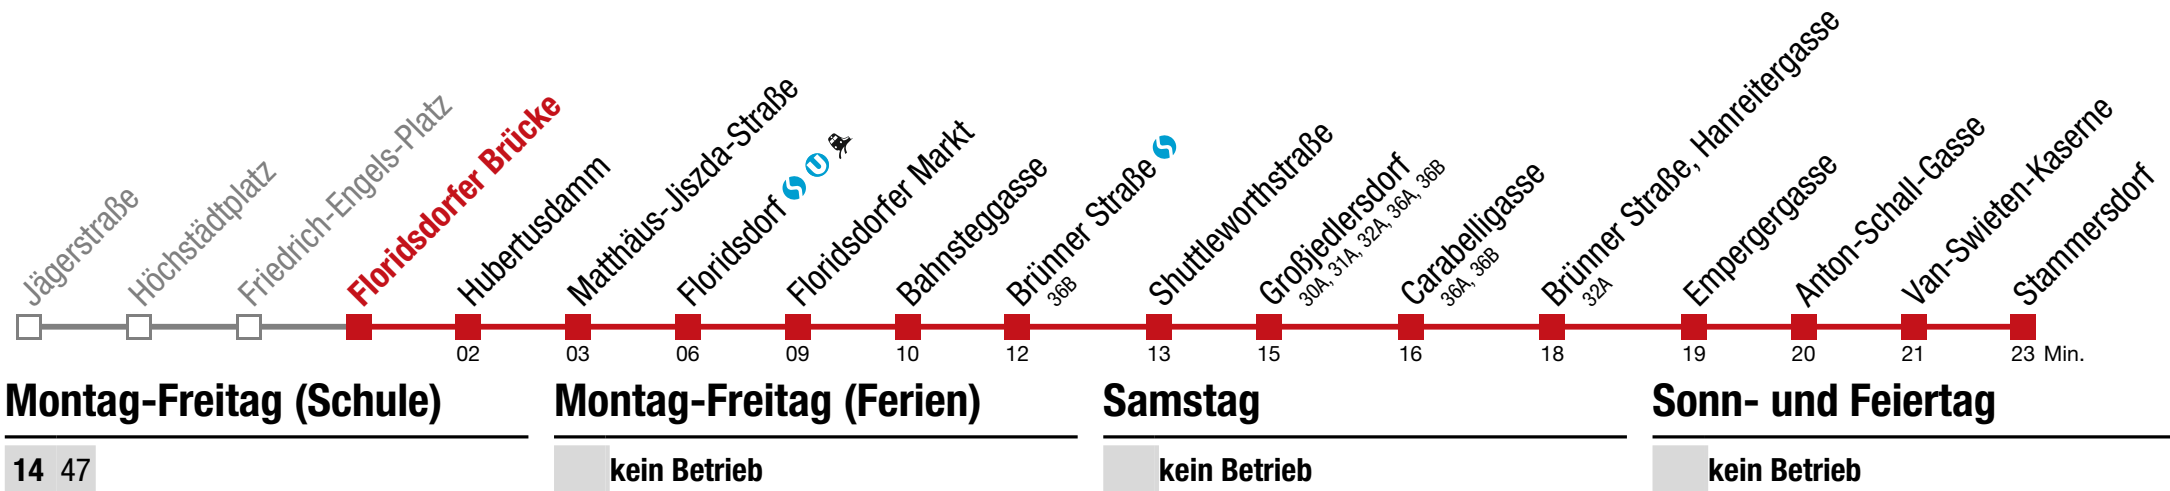 Jägerstraße
Höchstädtplatz
Friedrich-Engels-Platz
Floridsdorfer Brücke
Hubertusdamm
Matthäus-Jiszda-Straße
Floridsdorf S U
Floridsdorfer Markt
Bahnsteggasse
Brünner Straße S
36B
Shuttleworthstraße
Großjedlersdorf
30A, 31A, 32A, 36A, 36B
Carabelligasse
36A, 36B
Brünner Straße, Hanreitergasse
32A
Empergergasse
Anton-Schall-Gasse
Van-Swieten-Kaserne
Stammersdorf
02 03 06 09 10 12 13 15 16 18 19 20 21 23 Min.
Montag-Freitag (Schule) Montag-Freitag (Ferien) Samstag Sonn- und Feiertag
14 47 kein Betrieb kein Betrieb kein Betrieb